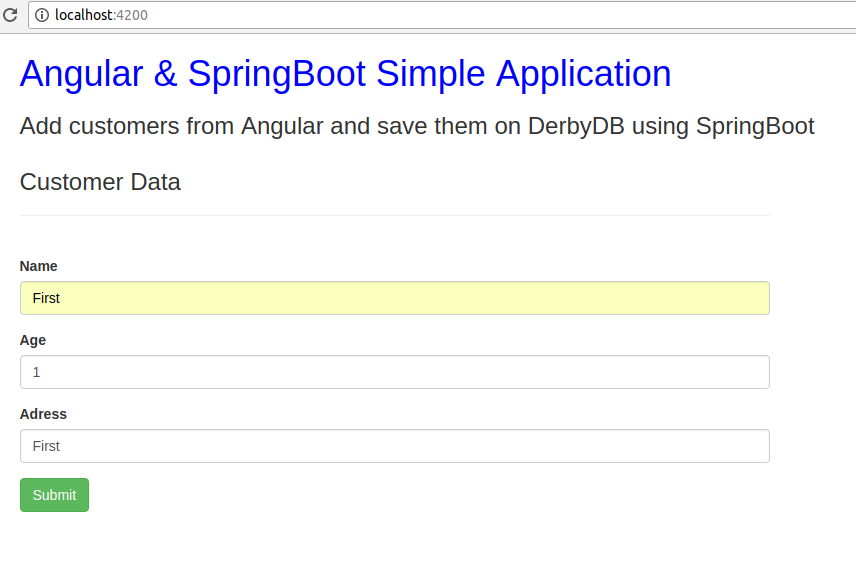 localhost:4200
Angular & SpringBoot Simple Application
Add customers from Angular and save them on DerbyDB using SpringBoot
Customer Data
Name
First
Age
1
Adress
First
Submit